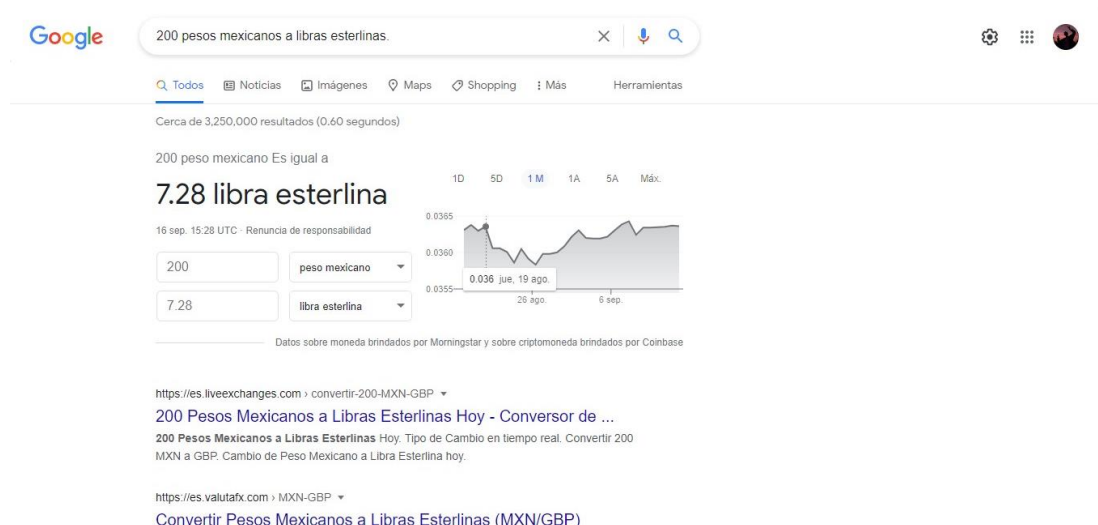 Google
200 pesos mexicanos a libras esterlinas.
Todos Noticias Imágenes Maps Shopping Más Herramientas
Cerca de 3,250,000 resultados (0.60 segundos)
200 peso mexicano Es igual a
7.28 libra esterlina
16 sep. 15:28 UTC · Renuncia de responsabilidad
200 peso mexicano
7.28 libra esterlina
1D 5D 1 M 1A 5A Máx.
0.0365
0.0360
0.0355
0.036 jue, 19 ago.
26 ago. 6 sep.
Datos sobre moneda brindados por Morningstar y sobre criptomoneda brindados por Coinbase
https://es.liveexchanges.com › convertir-200-MXN-GBP
200 Pesos Mexicanos a Libras Esterlinas Hoy - Conversor de ...
200 Pesos Mexicanos a Libras Esterlinas Hoy. Tipo de Cambio en tiempo real. Convertir 200
MXN a GBP. Cambio de Peso Mexicano a Libra Esterlina hoy.
https://es.valutafx.com › MXN-GBP
Convertir Pesos Mexicanos a Libras Esterlinas (MXN/GBP)